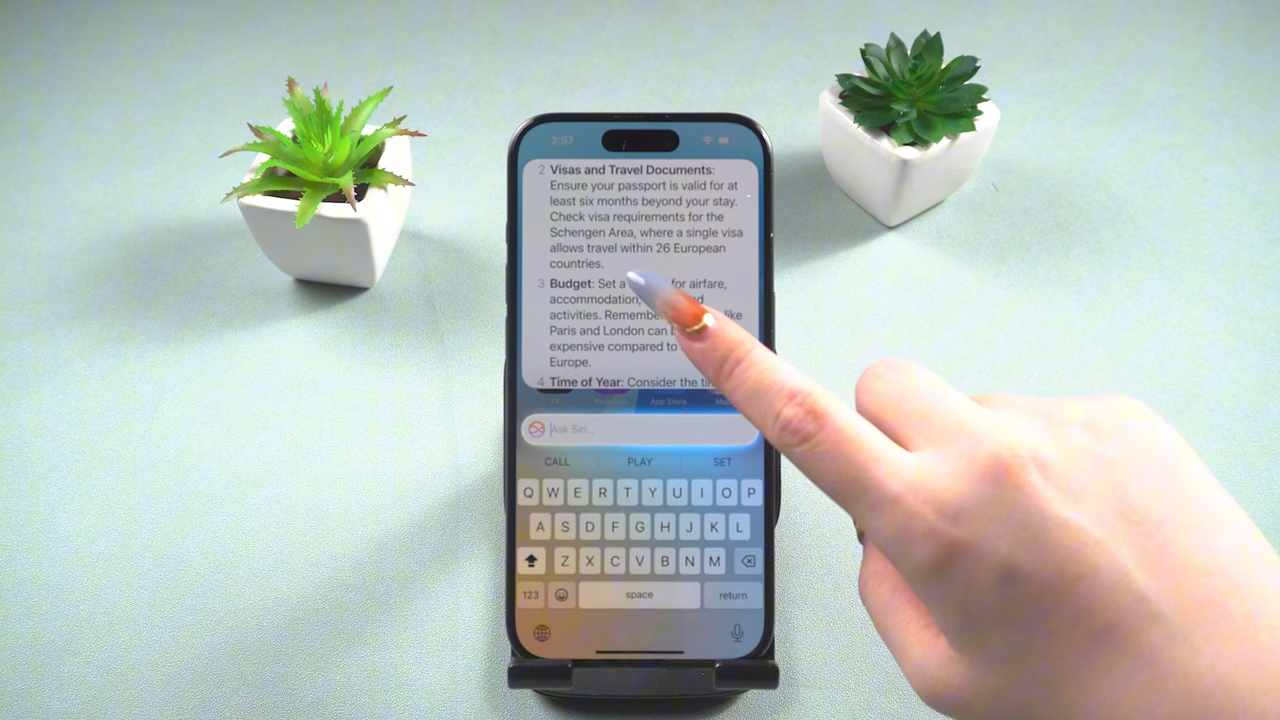 2:57
2 Visas and Travel Documents:
Ensure your passport is valid for at
least six months beyond your stay.
Check visa requirements for the
Schengen Area, where a single visa
allows travel within 26 European
countries.
3 Budget: Set a for airfare,
accommodation,
activities. Remember like
Paris and London can
expensive compared to
Europe.
4 Time of Year: Consider the
TV App Store
Ask Siri...
CALL PLAY SET
Q W E R T Y U I O P
A S D F G H J K L
Z X C V B N M
123 space return